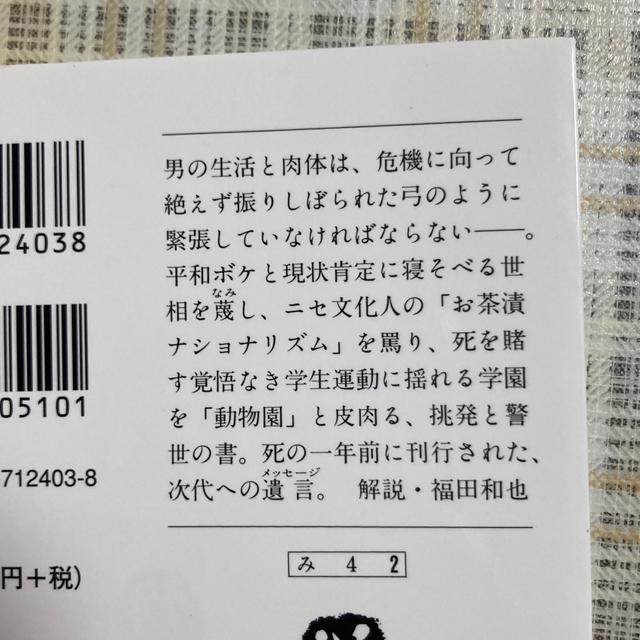 男の生活と肉体は、危機に向って
絶えず振りしぼられた弓のように
緊張していなければならない――。
平和ボケと現状肯定に寝そべる世
相を蔑し、ニセ文化人の「お茶漬
なみ
ナショナリズム」を罵り、死を賭
す覚悟なき学生運動に揺れる学園
を「動物園」と皮肉る、挑発と警
世の書。死の一年前に刊行された、
次代への遺言。 解説・福田和也
メッセージ
み 4 2
24038
05101
712403-8
円+税)